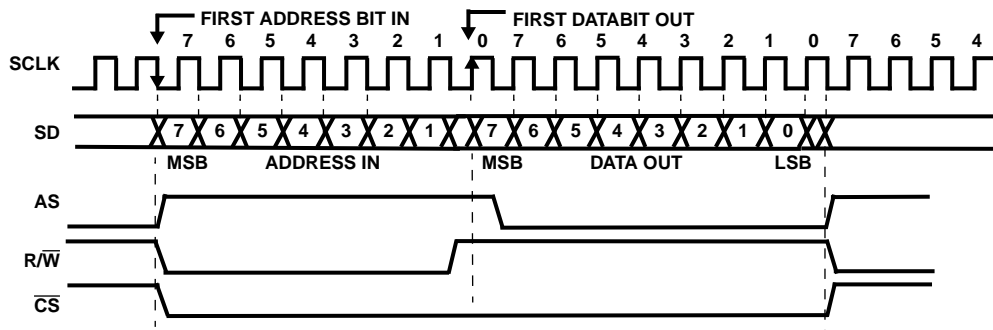 FIRST ADDRESS BIT IN FIRST DATABIT OUT
7 6 5 4 3 2 1 0 7 6 5 4 3 2 1 0 7 6 5 4
SCLK
SD 7 6 5 4 3 2 1 7 6 5 4 3 2 1 0
MSB ADDRESS IN MSB DATA OUT LSB
AS
R/W̅
C̅S̅